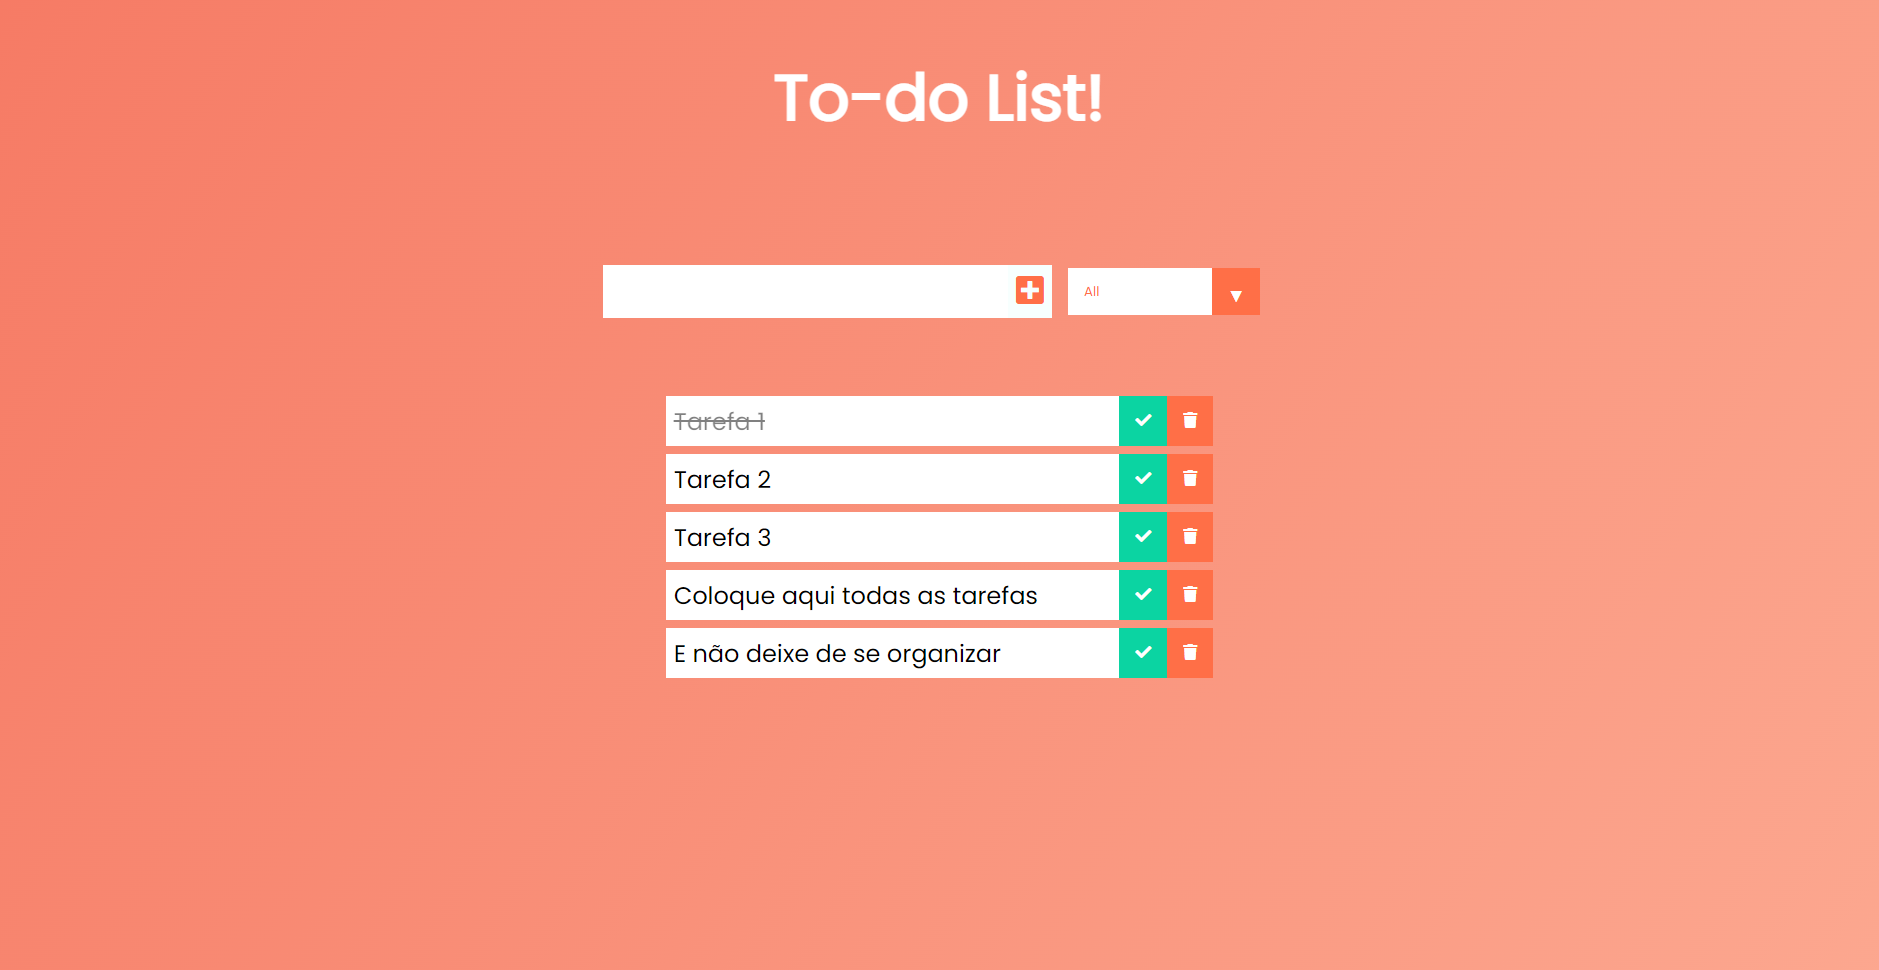 To-do List!
All
Tarefa 1
Tarefa 2
Tarefa 3
Coloque aqui todas as tarefas
E não deixe de se organizar